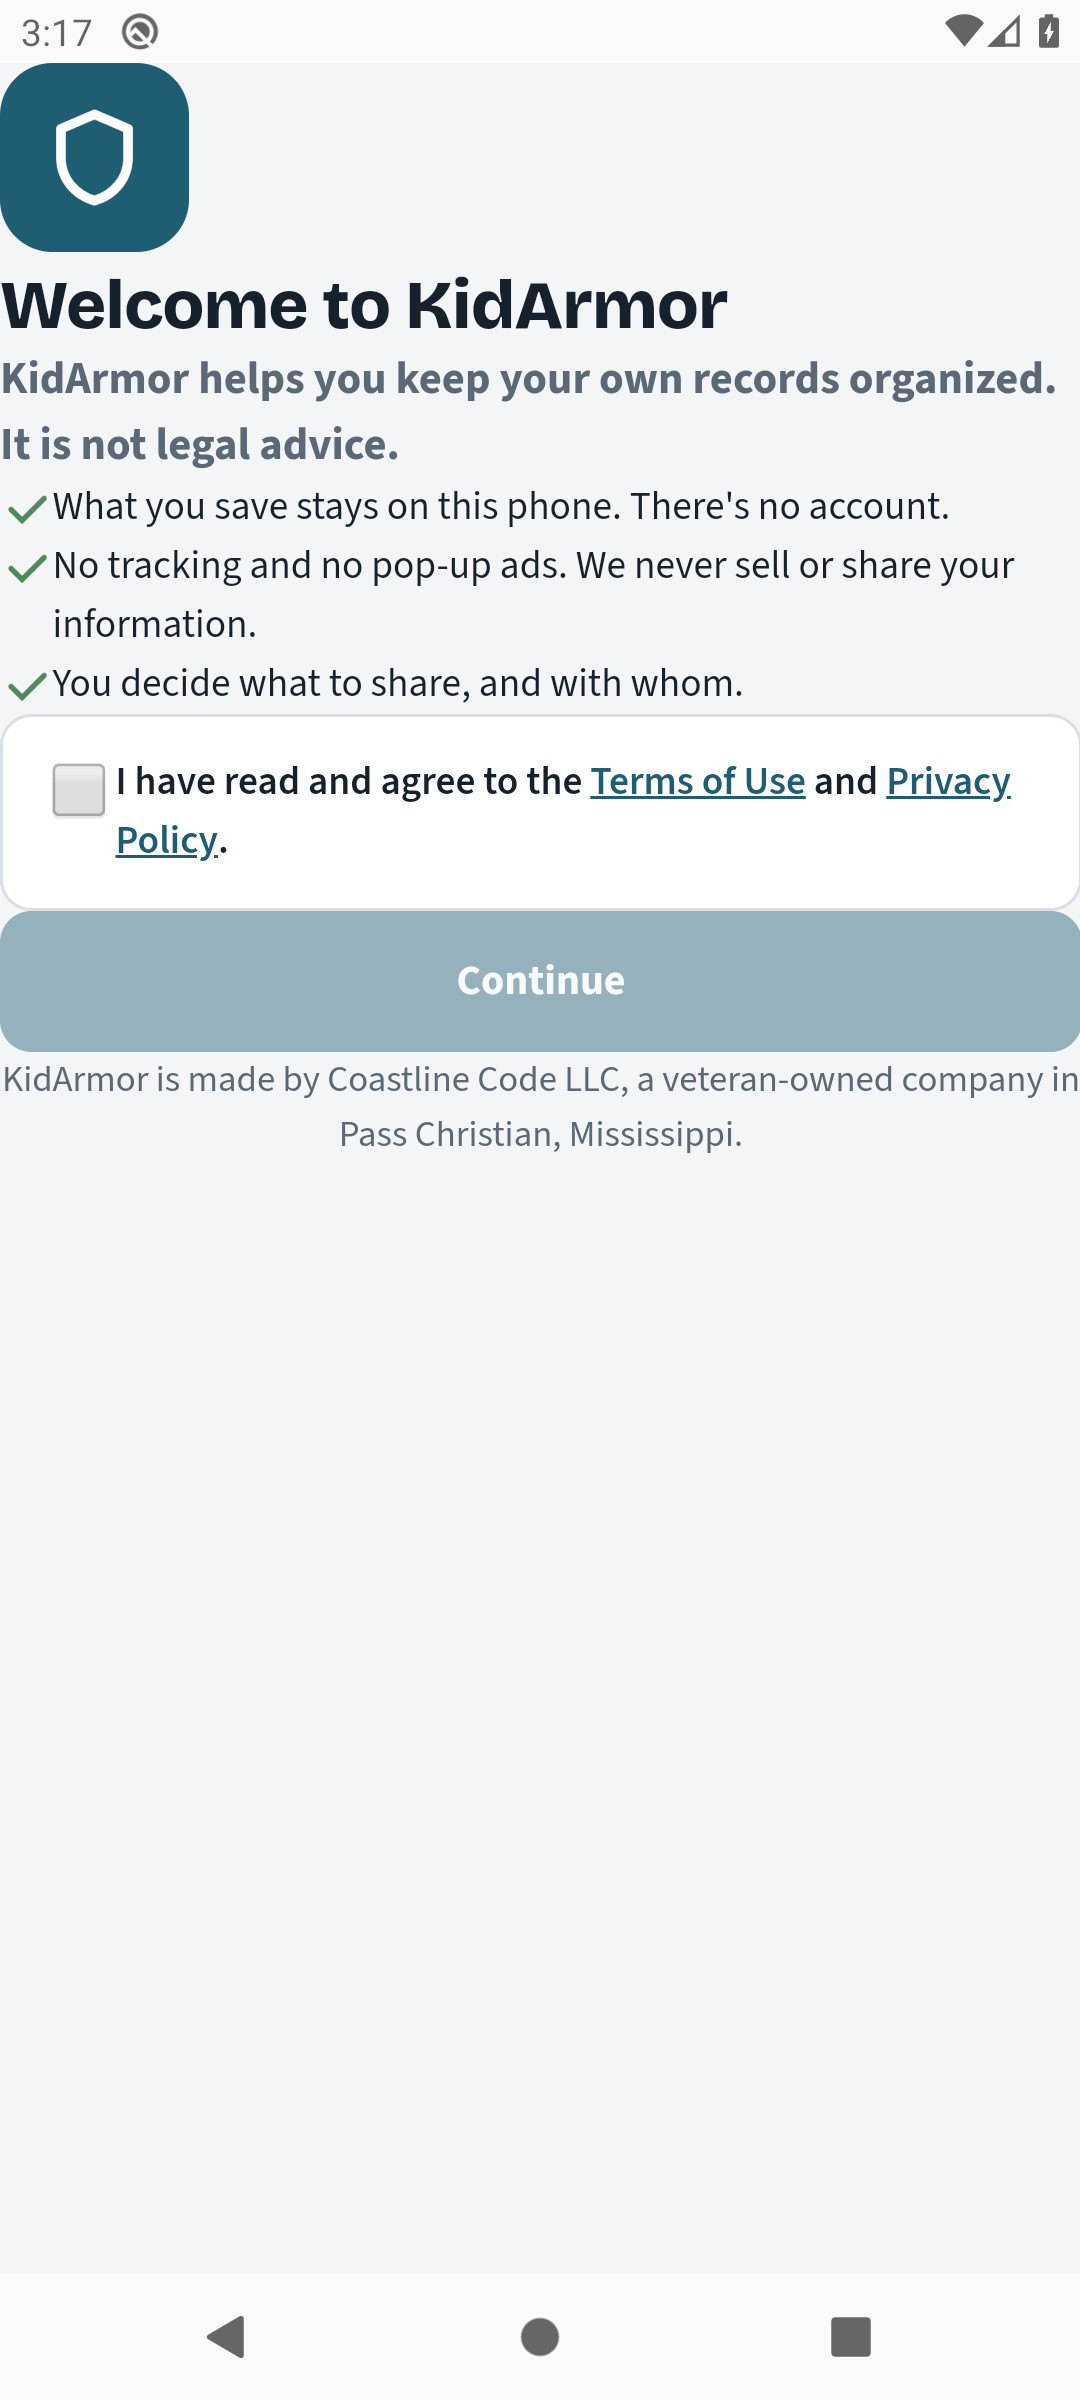 3:17
Welcome to KidArmor
KidArmor helps you keep your own records organized.
It is not legal advice.
What you save stays on this phone. There's no account.
No tracking and no pop-up ads. We never sell or share your
information.
You decide what to share, and with whom.
I have read and agree to the Terms of Use and Privacy
Policy.
Continue
KidArmor is made by Coastline Code LLC, a veteran-owned company in
Pass Christian, Mississippi.